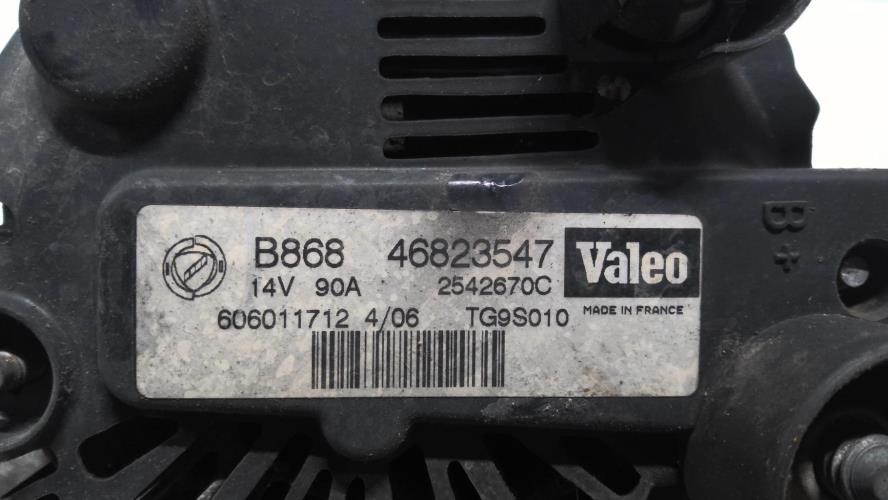 B868 46823547 Valeo
14V 90A 2542670C
MADE IN FRANCE
606011712 4/06 TG9S010
B+